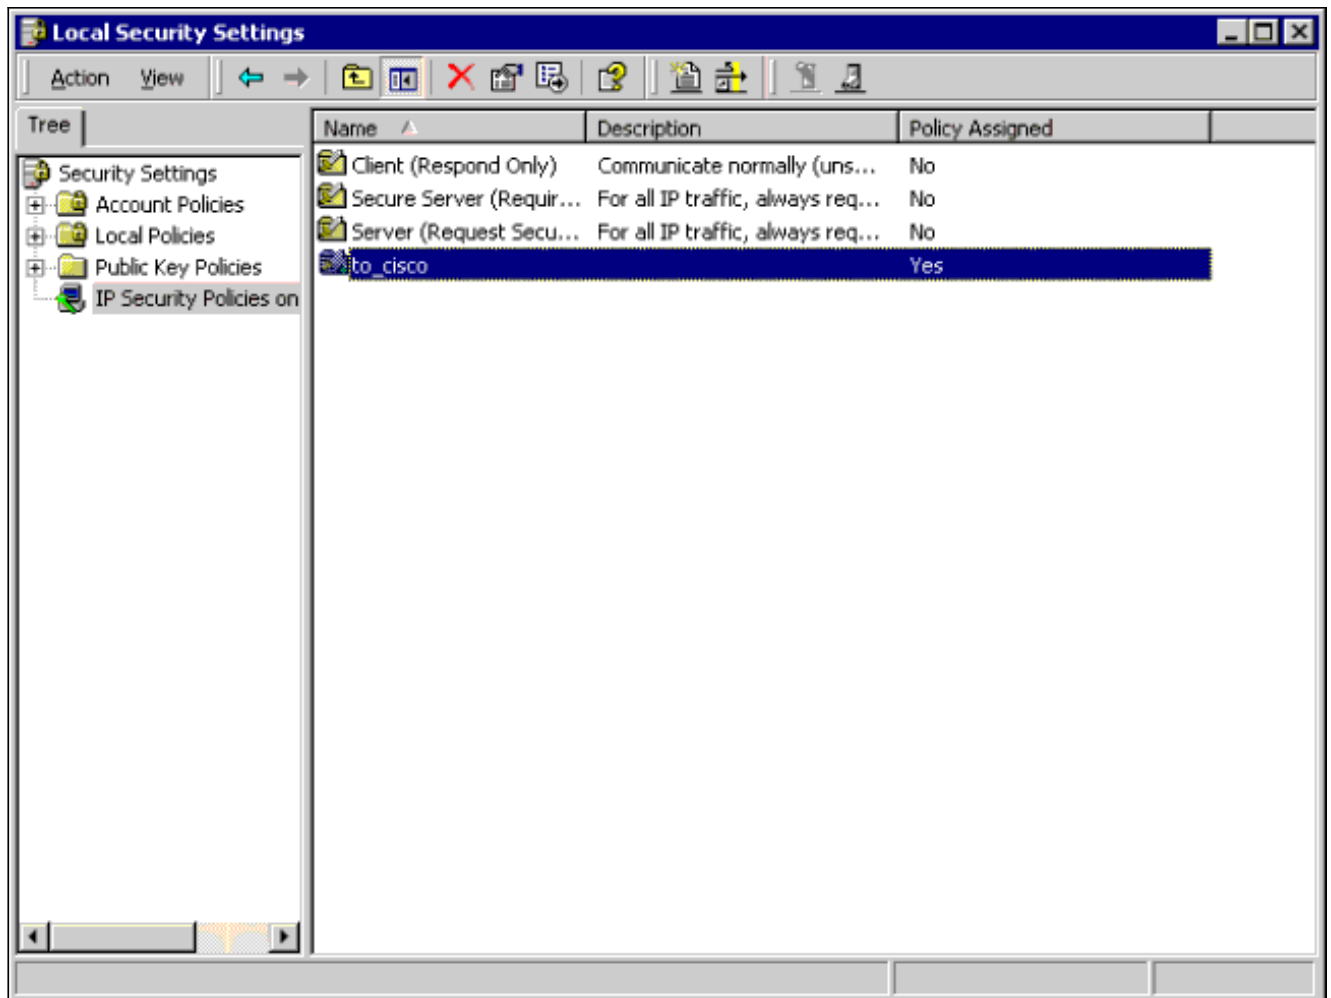 Local Security Settings
Action View
Tree
Name Description Policy Assigned
Security Settings
Account Policies
Local Policies
Public Key Policies
IP Security Policies on
Client (Respond Only) Communicate normally (uns... No
Secure Server (Requir... For all IP traffic, always req... No
Server (Request Secu... For all IP traffic, always req... No
to_cisco Yes